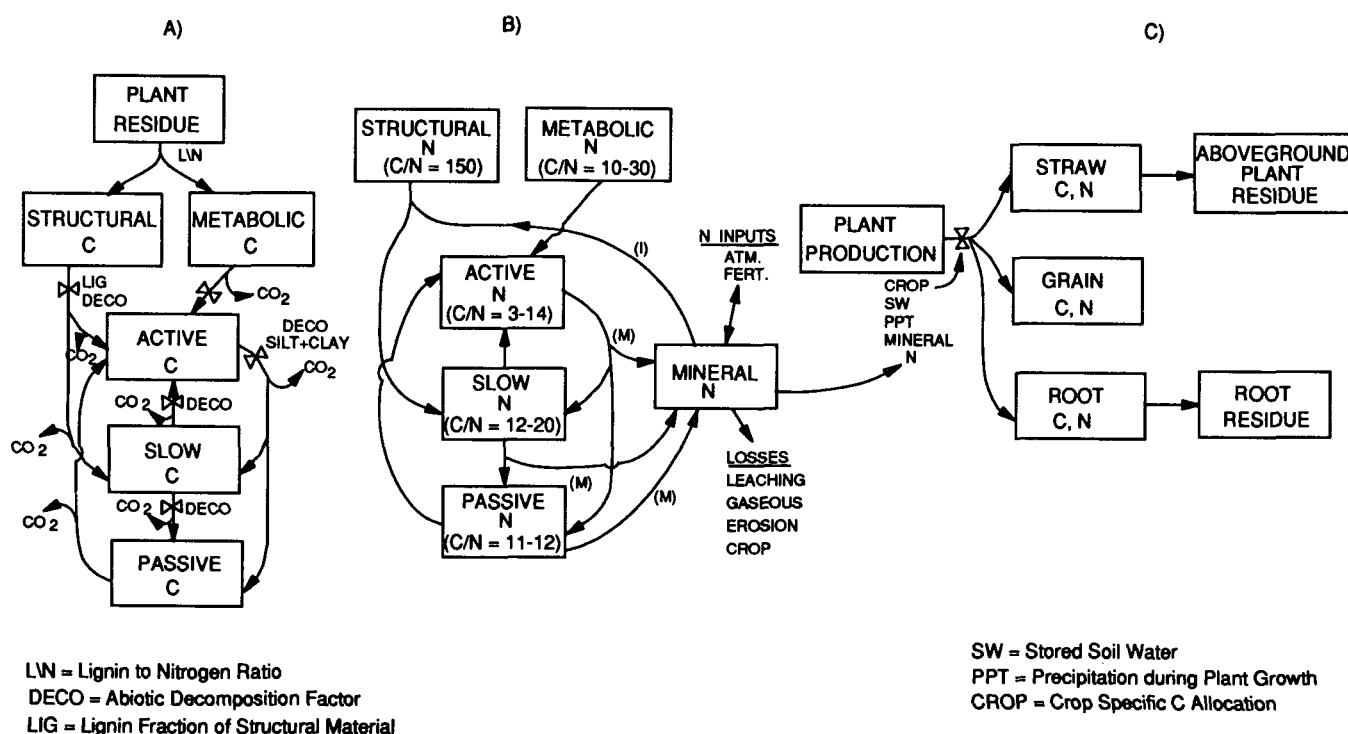 A)
PLANT
RESIDUE
L\N
STRUCTURAL
C
METABOLIC
C
LIG
DECO
CO2
CO2
ACTIVE
C
DECO
SILT+CLAY
CO2
CO2
DECO
SLOW
C
CO2
CO2
DECO
CO2
PASSIVE
C
L\N = Lignin to Nitrogen Ratio
DECO = Abiotic Decomposition Factor
LIG = Lignin Fraction of Structural Material
B)
STRUCTURAL
N
(C/N = 150)
METABOLIC
N
(C/N = 10-30)
(I)
ACTIVE
N
(C/N = 3-14)
(M)
SLOW
N
(C/N = 12-20)
(M)
(M)
PASSIVE
N
(C/N = 11-12)
N INPUTS
ATM.
FERT.
MINERAL
N
LOSSES
LEACHING
GASEOUS
EROSION
CROP
C)
PLANT
PRODUCTION
CROP
SW
PPT
MINERAL
N
STRAW
C, N
ABOVEGROUND
PLANT
RESIDUE
GRAIN
C, N
ROOT
C, N
ROOT
RESIDUE
SW = Stored Soil Water
PPT = Precipitation during Plant Growth
CROP = Crop Specific C Allocation